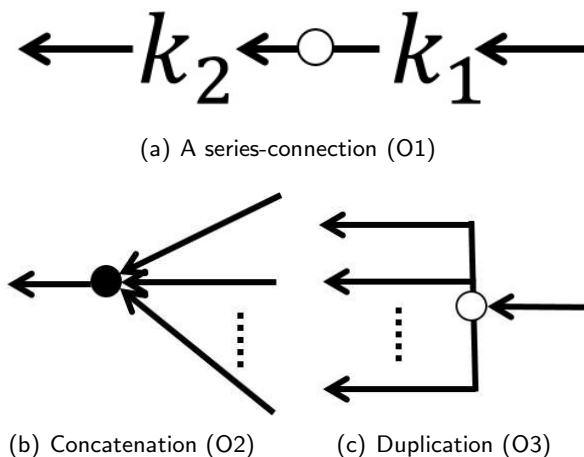 k₂ k₁
(a) A series-connection (O1)
(b) Concatenation (O2) (c) Duplication (O3)